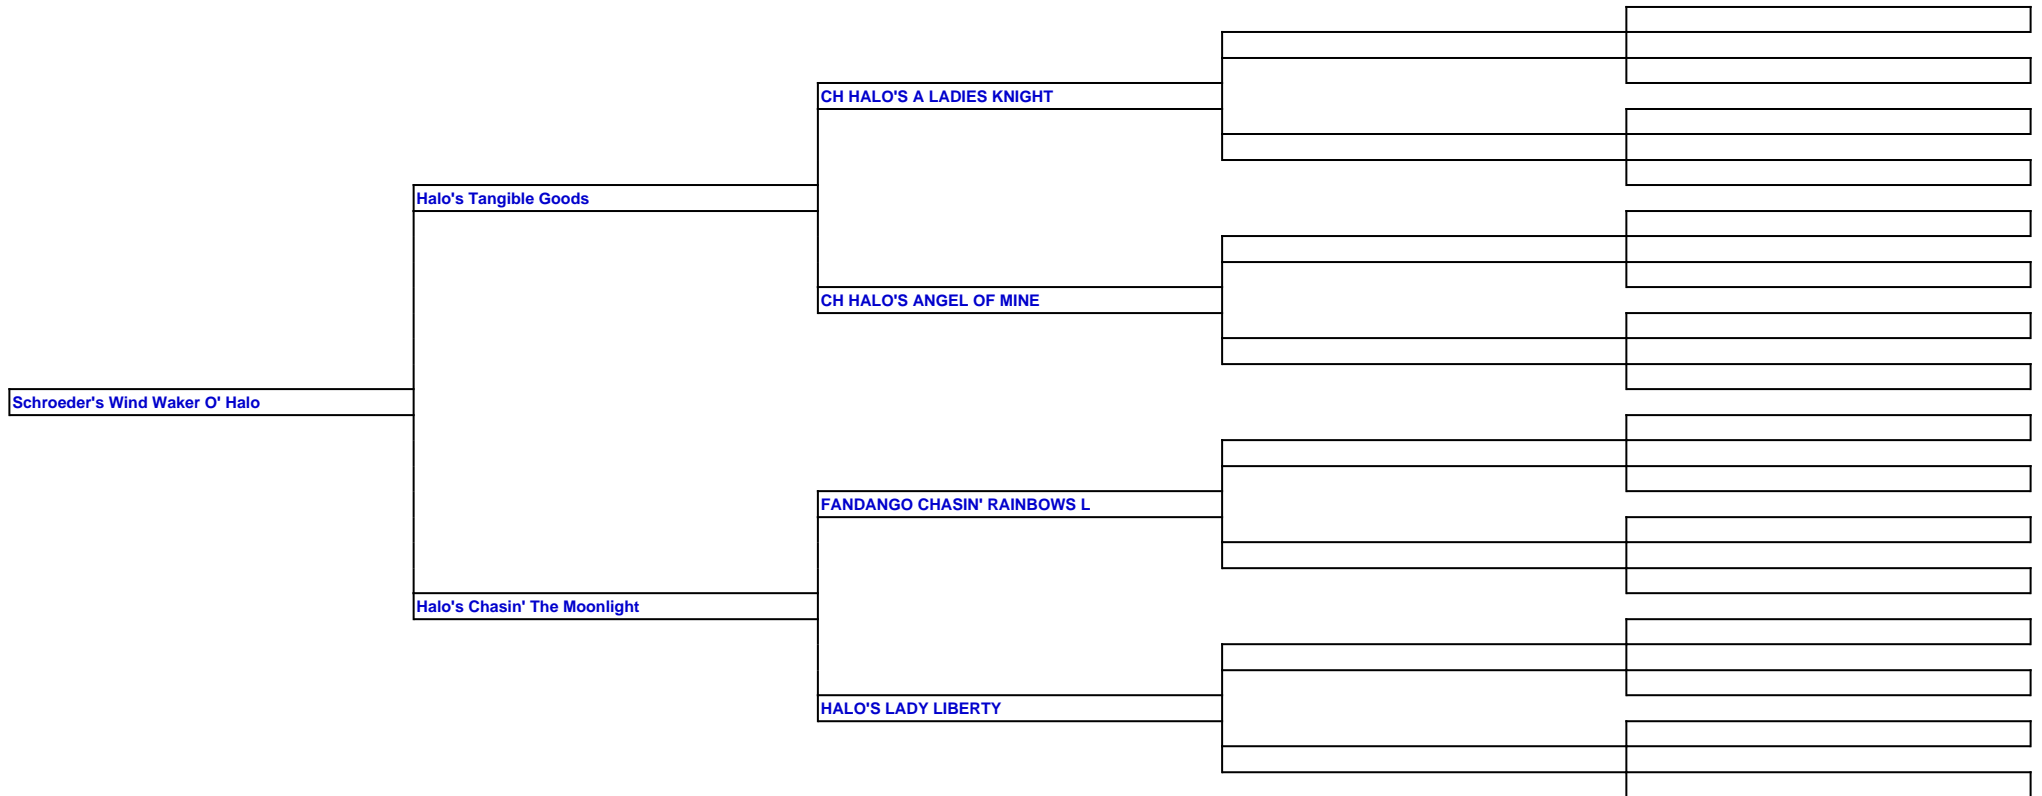 CH HALO'S A LADIES KNIGHT
Halo's Tangible Goods
CH HALO'S ANGEL OF MINE
Schroeder's Wind Waker O' Halo
FANDANGO CHASIN' RAINBOWS L
Halo's Chasin' The Moonlight
HALO'S LADY LIBERTY